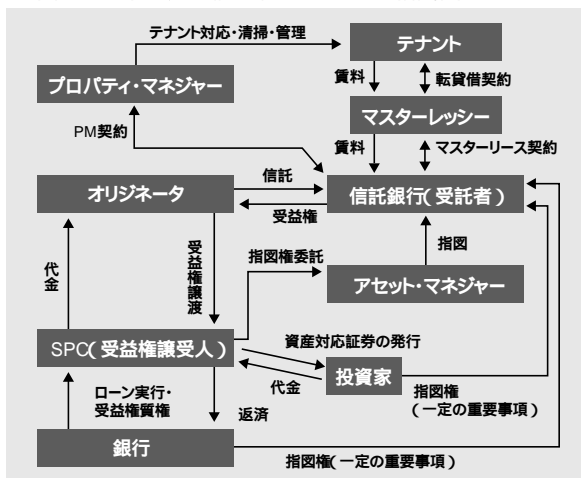 テナント対応・清掃・管理
テナント
プロパティ・マネジャー
賃料
転貸借契約
マスターレッシー
PM契約
賃料
マスターリース契約
オリジネータ
信託
信託銀行(受託者)
受益権
代金
受益権譲渡
指図権委託
指図
アセット・マネジャー
SPC(受益権譲受人)
資産対応証券の発行
代金
投資家
ローン実行・
受益権質権
返済
指図権
(一定の重要事項)
銀行
指図権(一定の重要事項)